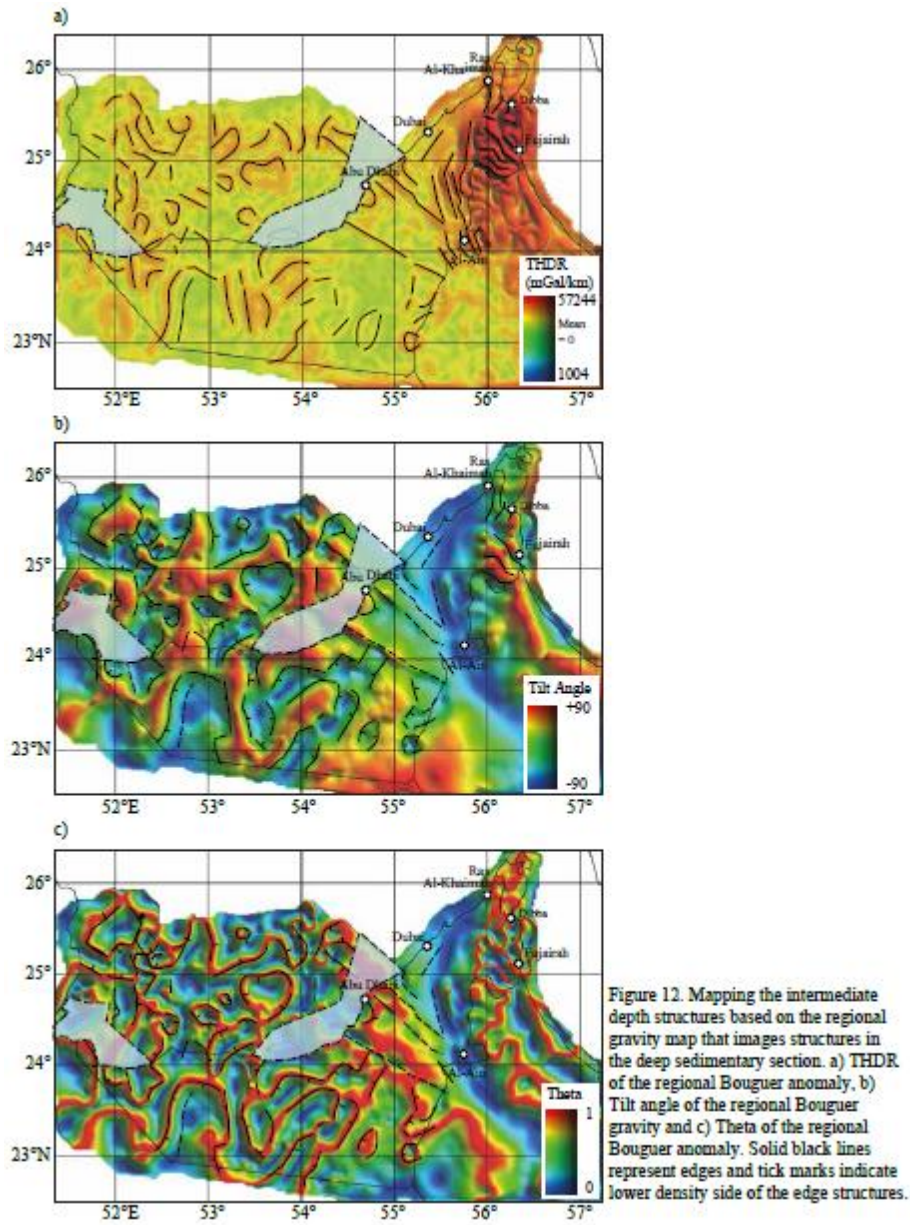 a)
26°
25°
24°
23°N
Ras
Al-Khaimah
Dibba
Dubai
Fujairah
Abu Dhabi
Al-Ain
THDR
(mGal/km)
57244
Mean
= 0
1004
52°E
53°
54°
55°
56°
57°
b)
26°
25°
24°
23°N
Ras
Al-Khaimah
Dibba
Dubai
Fujairah
Abu Dhabi
Al-Ain
Tilt Angle
+90
-90
52°E
53°
54°
55°
56°
57°
c)
26°
25°
24°
23°N
Ras
Al-Khaimah
Dibba
Dubai
Fujairah
Abu Dhabi
Al-Ain
Theta
1
0
52°E
53°
54°
55°
56°
57°
Figure 12. Mapping the intermediate
depth structures based on the regional
gravity map that images structures in
the deep sedimentary section. a) THDR
of the regional Bouguer anomaly, b)
Tilt angle of the regional Bouguer
gravity and c) Theta of the regional
Bouguer anomaly. Solid black lines
represent edges and tick marks indicate
lower density side of the edge structures.